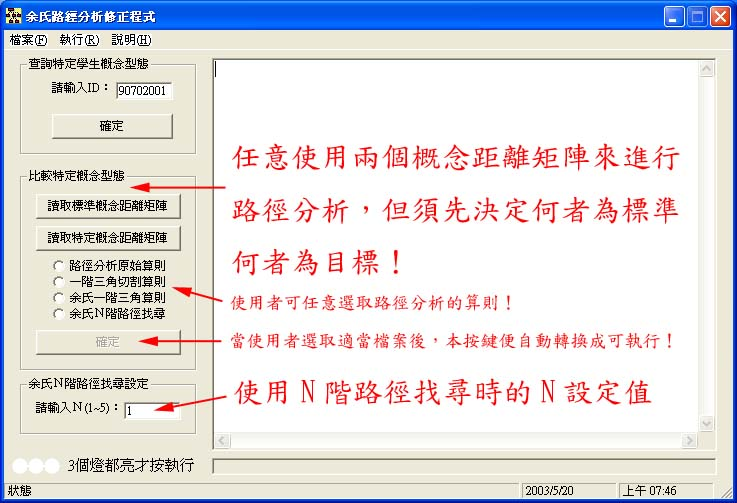 余氏路徑分析修正程式
檔案(F) 執行(R) 說明(H)
查詢特定學生概念型態
請輸入ID： 90702001
確定
比較特定概念型態
讀取標準概念距離矩陣
讀取特定概念距離矩陣
路徑分析原始算則
一階三角切割算則
余氏一階三角算則
余氏N階路徑找尋
確定
余氏N階路徑找尋設定
請輸入N(1~5)： 1
任意使用兩個概念距離矩陣來進行
路徑分析，但須先決定何者為標準
何者為目標！
使用者可任意選取路徑分析的算則！
當使用者選取適當檔案後，本按鍵便自動轉換成可執行！
使用N階路徑找尋時的N設定值
3個燈都亮才按執行
狀態 2003/5/20 上午 07:46